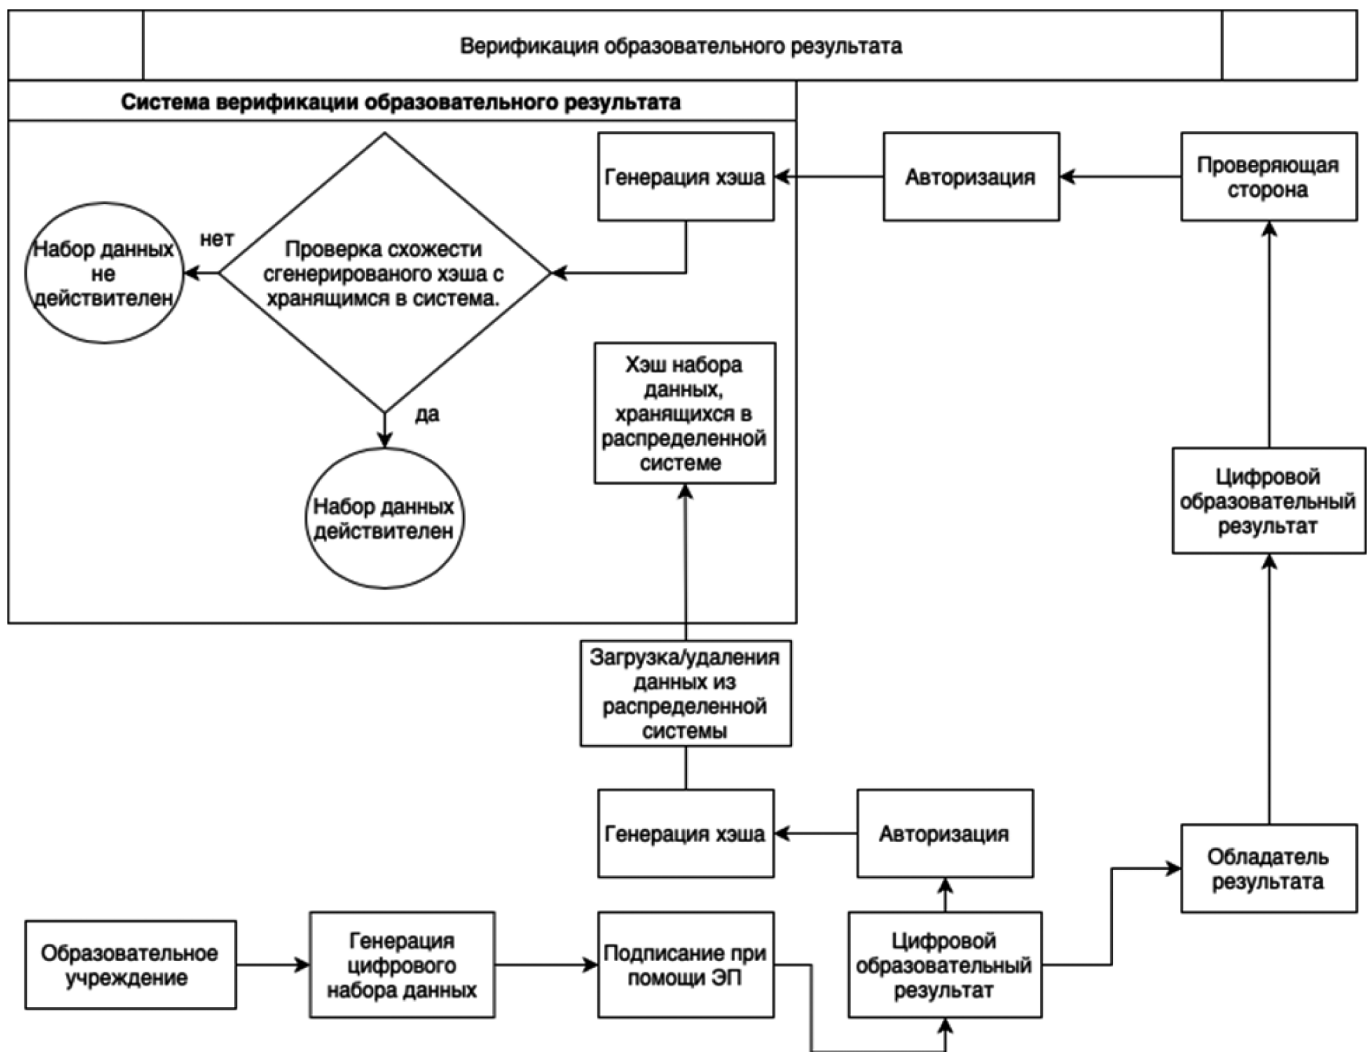 Верификация образовательного результата
Система верификации образовательного результата
Генерация хэша
Авторизация
Проверяющая
сторона
Набор данных
не
действителен
нет
Проверка схожести
сгенерированого хэша с
хранящимся в система.
да
Набор данных
действителен
Хэш набора
данных,
хранящихся в
распределенной
системе
Цифровой
образовательный
результат
Загрузка/удаления
данных из
распределенной
системы
Генерация хэша
Авторизация
Обладатель
результата
Образовательное
учреждение
Генерация
цифрового
набора данных
Подписание при
помощи ЭП
Цифровой
образовательный
результат